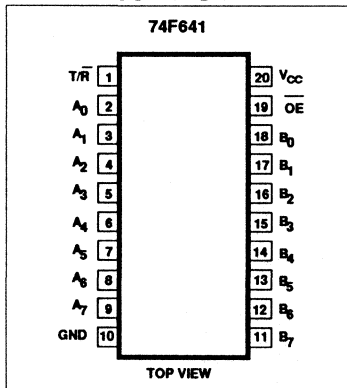 74F641
T/R̅ 1 20 VCC
A0 2 19 O̅E̅
A1 3 18 B0
A2 4 17 B1
A3 5 16 B2
A4 6 15 B3
A5 7 14 B4
A6 8 13 B5
A7 9 12 B6
GND 10 11 B7
TOP VIEW